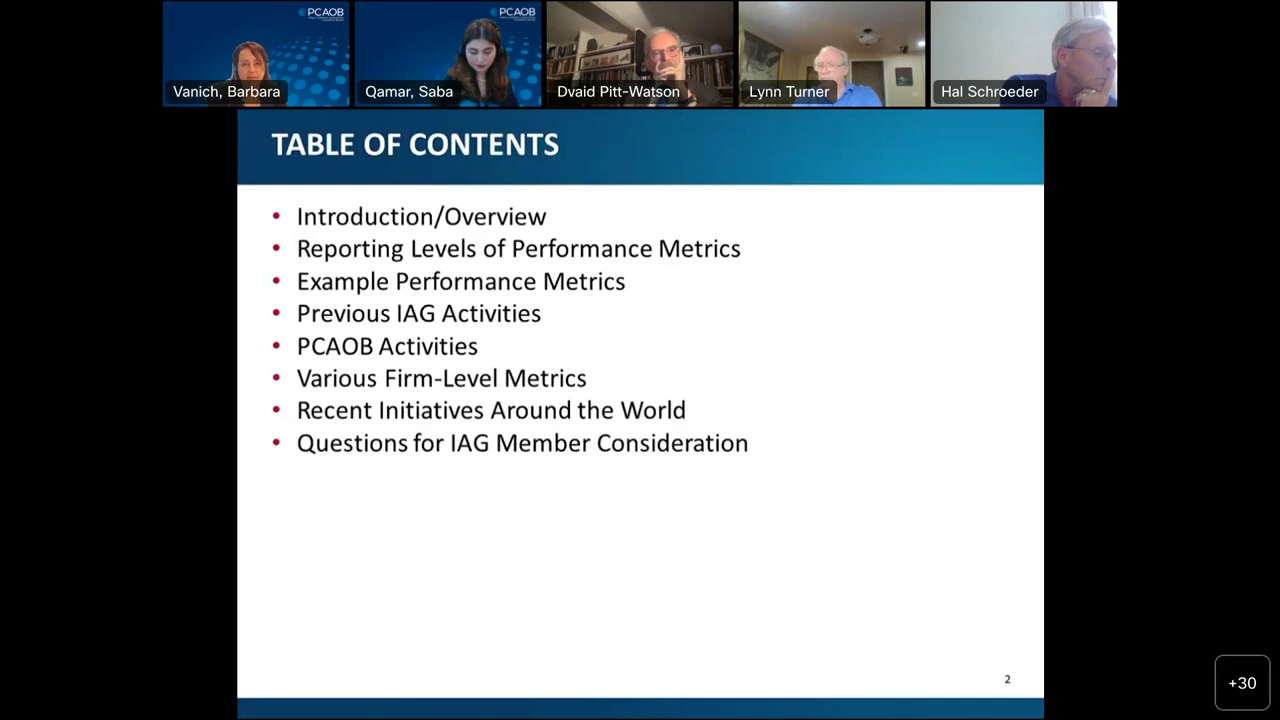 PCAOB
PCAOB
Vanich, Barbara
Qamar, Saba
Dvaid Pitt-Watson
Lynn Turner
Hal Schroeder
TABLE OF CONTENTS
• Introduction/Overview
• Reporting Levels of Performance Metrics
• Example Performance Metrics
• Previous IAG Activities
• PCAOB Activities
• Various Firm-Level Metrics
• Recent Initiatives Around the World
• Questions for IAG Member Consideration
2
+30